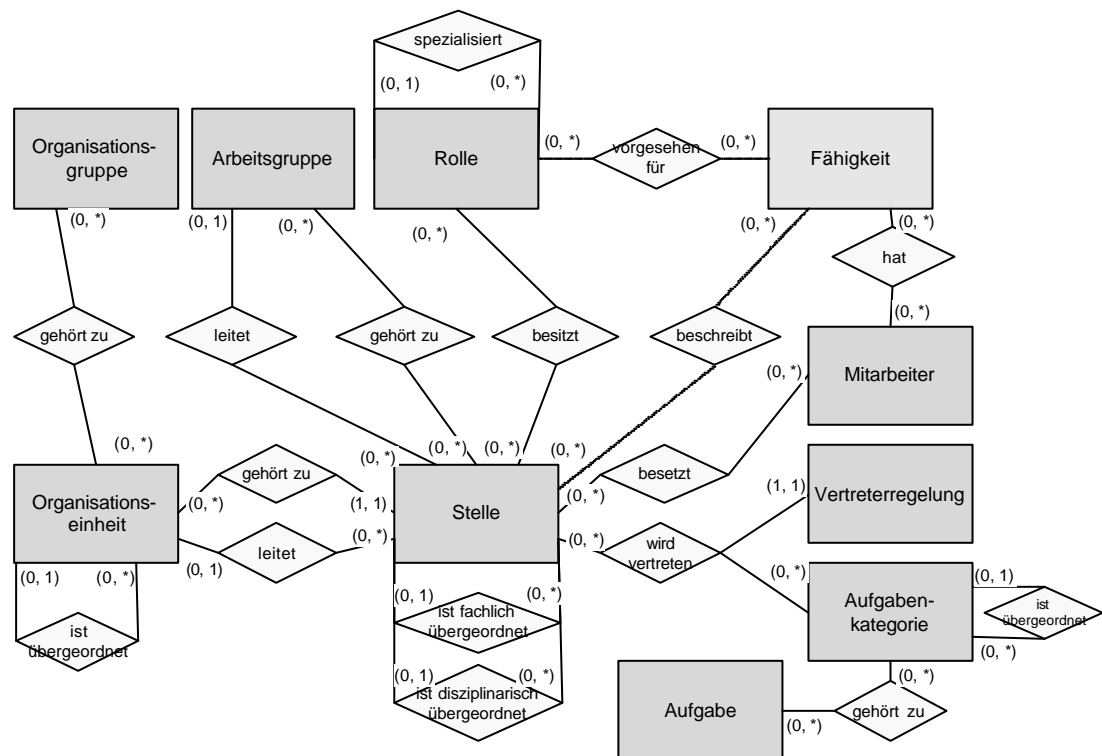 spezialisiert
(0, 1)
(0, *)
Organisations-
gruppe
Arbeitsgruppe
Rolle
(0, *)
vorgesehen
für
(0, *)
Fähigkeit
(0, *)
(0, 1)
(0, *)
(0, *)
(0, *)
(0, *)
hat
gehört zu
leitet
gehört zu
besitzt
beschreibt
(0, *)
Mitarbeiter
(0, *)
(0, *)
(0, *)
(0, *)
(0, *)
(0, *)
Organisations-
einheit
gehört zu
(0, *)
(1, 1)
Stelle
(0, *)
besetzt
(1, 1)
Vertreterregelung
leitet
(0, 1)
(0, *)
(0, *)
wird
vertreten
(0, *)
(0, 1)
(0, *)
ist
übergeordnet
(0, 1)
(0, *)
ist fachlich
übergeordnet
(0, 1)
(0, *)
ist disziplinarisch
übergeordnet
Aufgaben-
kategorie
(0, 1)
ist
übergeordnet
(0, *)
Aufgabe
(0, *)
gehört zu
(0, *)